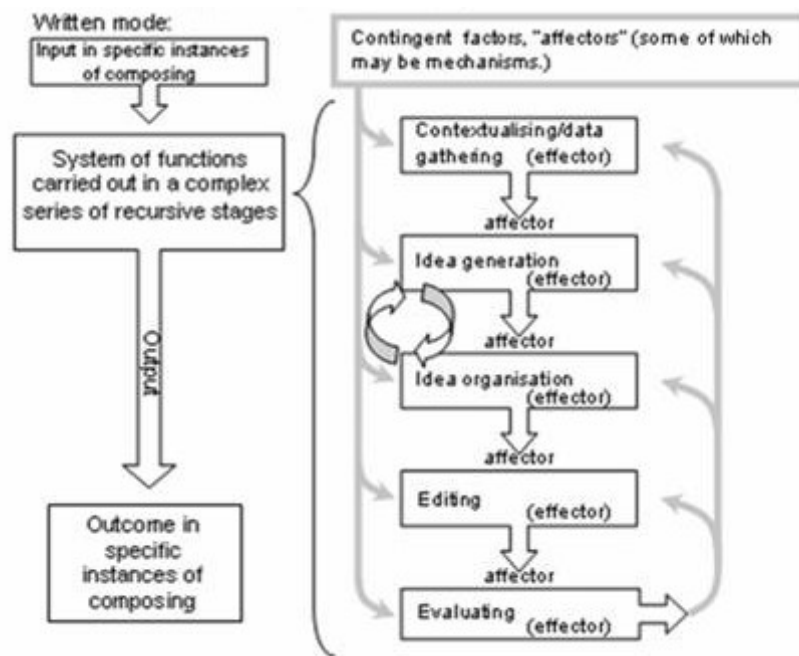 Written mode:
Input in specific instances
of composing
System of functions
carried out in a complex
series of recursive stages
Output
Outcome in
specific
instances of
composing
Contingent factors, "affectors" (some of which
may be mechanisms.)
Contextualising/data
gathering (effector)
affector
Idea generation
(effector)
affector
Idea organisation
(effector)
affector
Editing
(effector)
affector
Evaluating
(effector)